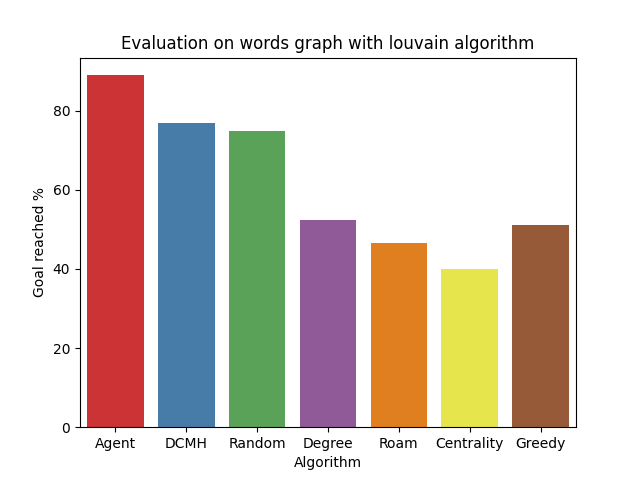 Evaluation on words graph with louvain algorithm
Goal reached %
80
60
40
20
0
Agent DCMH Random Degree Roam Centrality Greedy
Algorithm